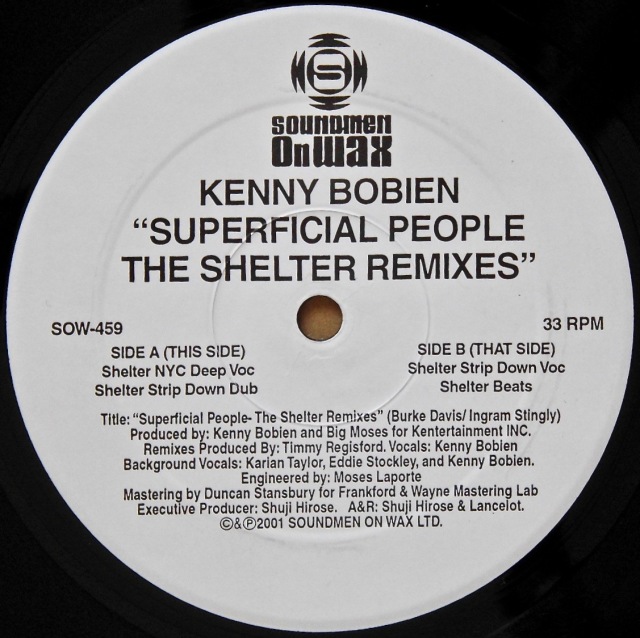 S
SOUNDMEN
On WAX
KENNY BOBIEN
“SUPERFICIAL PEOPLE
THE SHELTER REMIXES”
SOW-459
33 RPM
SIDE A (THIS SIDE)
Shelter NYC Deep Voc
Shelter Strip Down Dub
SIDE B (THAT SIDE)
Shelter Strip Down Voc
Shelter Beats
Title: “Superficial People- The Shelter Remixes” (Burke Davis/ Ingram Stingly)
Produced by: Kenny Bobien and Big Moses for Kentertainment INC.
Remixes Produced by: Timmy Regisford. Vocals: Kenny Bobien
Background Vocals: Karian Taylor, Eddie Stockley, and Kenny Bobien.
Engineered by: Moses Laporte
Mastering by Duncan Stansbury for Frankford & Wayne Mastering Lab
Executive Producer: Shuji Hirose. A&R: Shuji Hirose & Lancelot.
©&℗2001 SOUNDMEN ON WAX LTD.